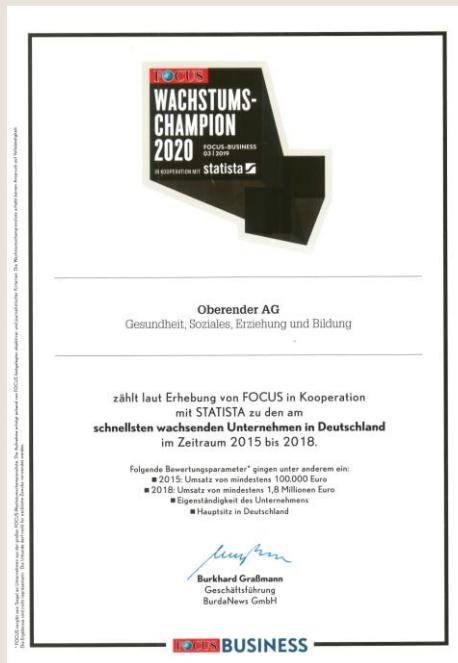 FOCUS
WACHSTUMS-
CHAMPION
2020
FOCUS-BUSINESS
03 | 2019
IN KOOPERATION MIT statista
Oberender AG
Gesundheit, Soziales, Erziehung und Bildung
zählt laut Erhebung von FOCUS in Kooperation
mit STATISTA zu den am
schnellsten wachsenden Unternehmen in Deutschland
im Zeitraum 2015 bis 2018.
Folgende Bewertungsparameter* gingen unter anderem ein:
■ 2015: Umsatz von mindestens 100.000 Euro
■ 2018: Umsatz von mindestens 1,8 Millionen Euro
■ Eigenständigkeit des Unternehmens
■ Hauptsitz in Deutschland
Burkhard Graßmann
Geschäftsführung
BurdaNews GmbH
FOCUS BUSINESS